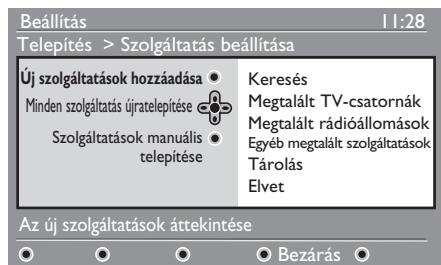 Beállítás 11:28
Telepítés > Szolgáltatás beállítása
Új szolgáltatások hozzáadása
Minden szolgáltatás újratelepítése
Szolgáltatások manuális
telepítése
Keresés
Megtalált TV-csatornák
Megtalált rádióállomások
Egyéb megtalált szolgáltatások
Tárolás
Elvet
Az új szolgáltatások áttekintése
Bezárás